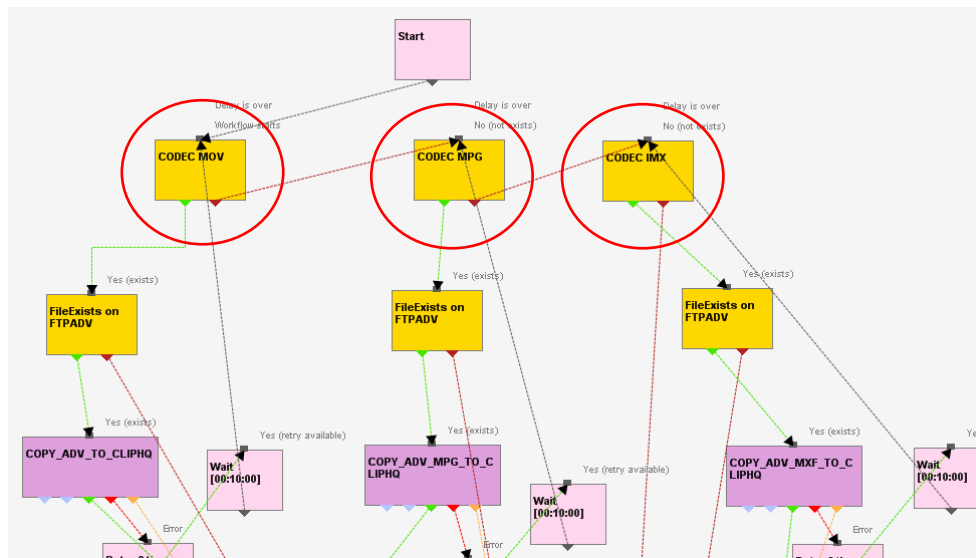 Start
Delay is over
Delay is over
Delay is over
Workflow starts
No (not exists)
No (not exists)
CODEC MOV
CODEC MPG
CODEC IMX
Yes (exists)
Yes (exists)
Yes (exists)
FileExists on
FTPADV
FileExists on
FTPADV
FileExists on
FTPADV
Yes (exists)
Yes (retry available)
Yes (exists)
Yes (exists)
COPY_ADV_TO_CLIPHQ
Wait
[00:10:00]
COPY_ADV_MPG_TO_C
LIPHQ
Yes (retry available)
Wait
[00:10:00]
COPY_ADV_MXF_TO_C
LIPHQ
Wait
[00:10:00]
Error
Error
Error